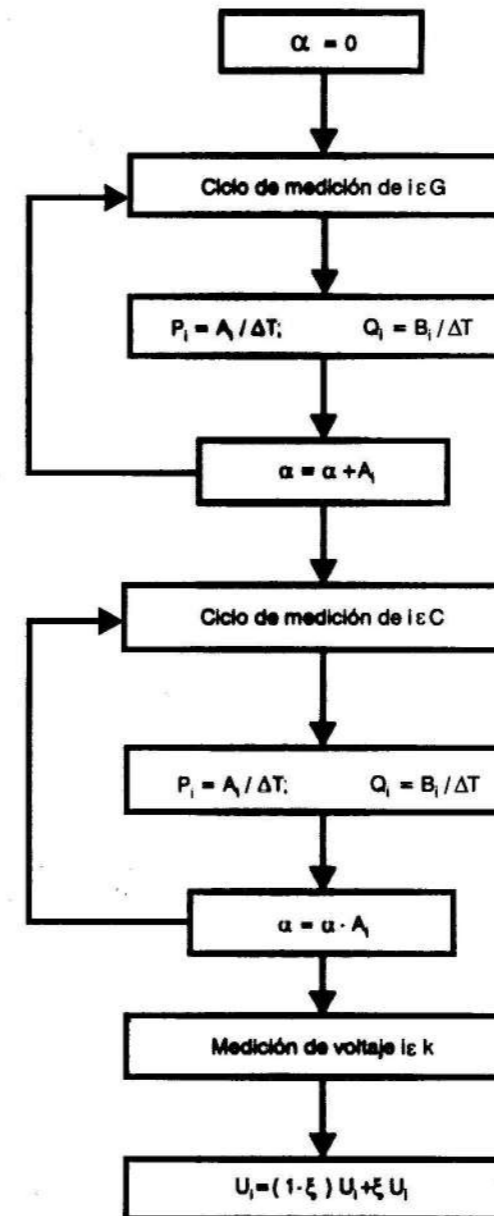 α = 0
Ciclo de medición de i ε G
P_i = A_i / ΔT; Q_i = B_i / ΔT
α = α + A_i
Ciclo de medición de i ε C
P_i = A_i / ΔT; Q_i = B_i / ΔT
α = α - A_i
Medición de voltaje i ε k
U_i = ( 1 - ξ ) U_i + ξ U_i